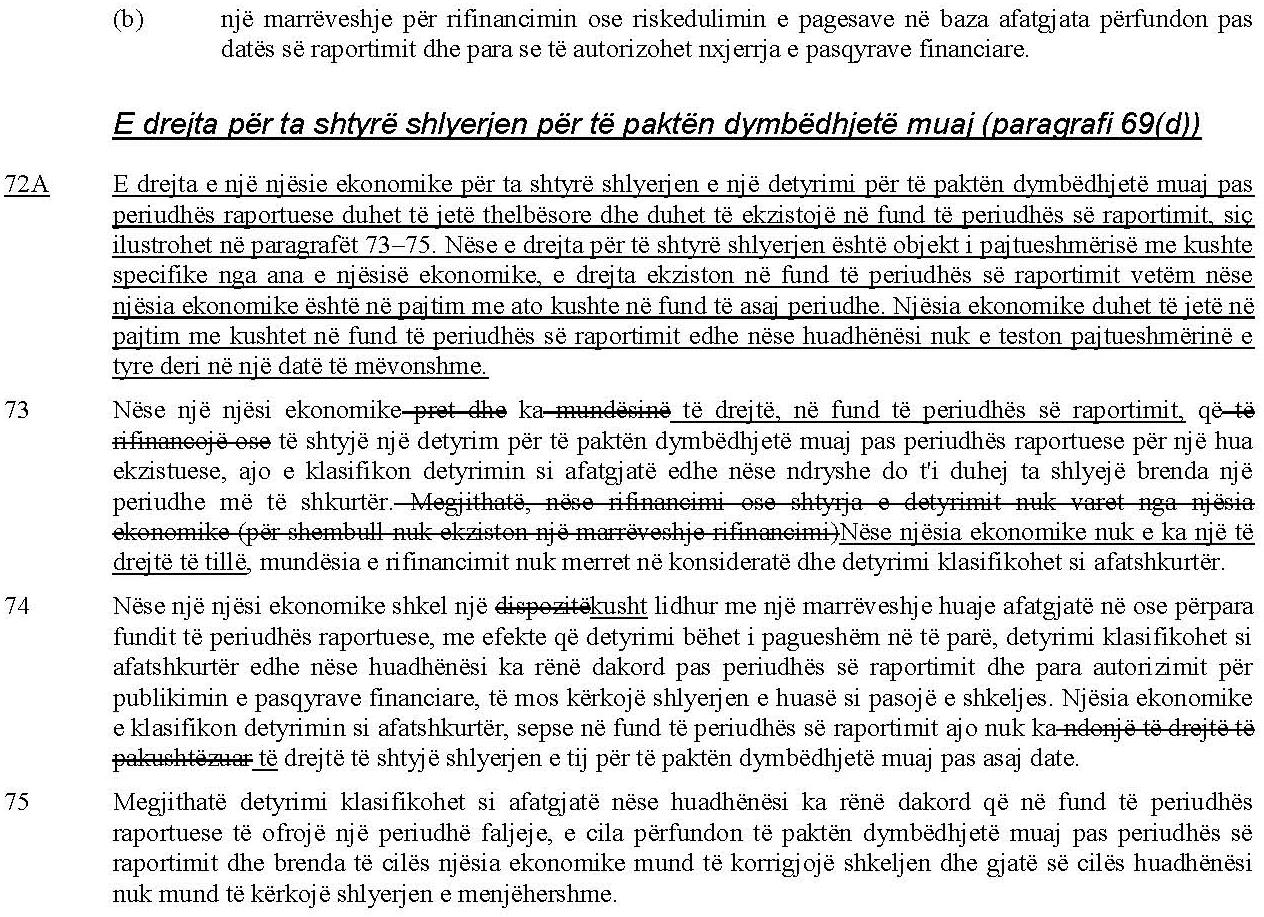 (b) një marrëveshje për rifinancimin ose riskedulimin e pagesave në baza afatgjata përfundon pas
datës së raportimit dhe para se të autorizohet nxjerrja e pasqyrave financiare.
E drejta për ta shtyrë shlyerjen për të paktën dymbëdhjetë muaj (paragrafi 69(d))
72A E drejta e një njësie ekonomike për ta shtyrë shlyerjen e një detyrimi për të paktën dymbëdhjetë muaj pas
periudhës raportuese duhet të jetë thelbësore dhe duhet të ekzistojë në fund të periudhës së raportimit, siç
ilustrohet në paragrafët 73–75. Nëse e drejta për të shtyrë shlyerjen është objekt i pajtueshmërisë me kushte
specifike nga ana e njësisë ekonomike, e drejta ekziston në fund të periudhës së raportimit vetëm nëse
njësia ekonomike është në pajtim me ato kushte në fund të asaj periudhe. Njësia ekonomike duhet të jetë në
pajtim me kushtet në fund të periudhës së raportimit edhe nëse huadhënësi nuk e teston pajtueshmërinë e
tyre deri në një datë të mëvonshme.
73 Nëse një njësi ekonomike pret dhe ka mundësinë të drejtë, në fund të periudhës së raportimit, që të
rifinancojë ose të shtyjë një detyrim për të paktën dymbëdhjetë muaj pas periudhës raportuese për një hua
ekzistuese, ajo e klasifikon detyrimin si afatgjatë edhe nëse ndryshe do t'i duhej ta shlyejë brenda një
periudhe më të shkurtër. Megjithatë, nëse rifinancimi ose shtyrja e detyrimit nuk varet nga njësia
ekonomike (për shembull nuk ekziston një marrëveshje rifinancimi)Nëse njësia ekonomike nuk e ka një të
drejtë të tillë, mundësia e rifinancimit nuk merret në konsideratë dhe detyrimi klasifikohet si afatshkurtër.
74 Nëse një njësi ekonomike shkel një dispozitëkusht lidhur me një marrëveshje huaje afatgjatë në ose përpara
fundit të periudhës raportuese, me efekte që detyrimi bëhet i pagueshëm në të parë, detyrimi klasifikohet si
afatshkurtër edhe nëse huadhënësi ka rënë dakord pas periudhës së raportimit dhe para autorizimit për
publikimin e pasqyrave financiare, të mos kërkojë shlyerjen e huasë si pasojë e shkeljes. Njësia ekonomike
e klasifikon detyrimin si afatshkurtër, sepse në fund të periudhës së raportimit ajo nuk ka ndonjë të drejtë të
pakushtëzuar të drejtë të shtyjë shlyerjen e tij për të paktën dymbëdhjetë muaj pas asaj date.
75 Megjithatë detyrimi klasifikohet si afatgjatë nëse huadhënësi ka rënë dakord që në fund të periudhës
raportuese të ofrojë një periudhë faljeje, e cila përfundon të paktën dymbëdhjetë muaj pas periudhës së
raportimit dhe brenda të cilës njësia ekonomike mund të korrigjojë shkeljen dhe gjatë së cilës huadhënësi
nuk mund të kërkojë shlyerjen e menjëhershme.